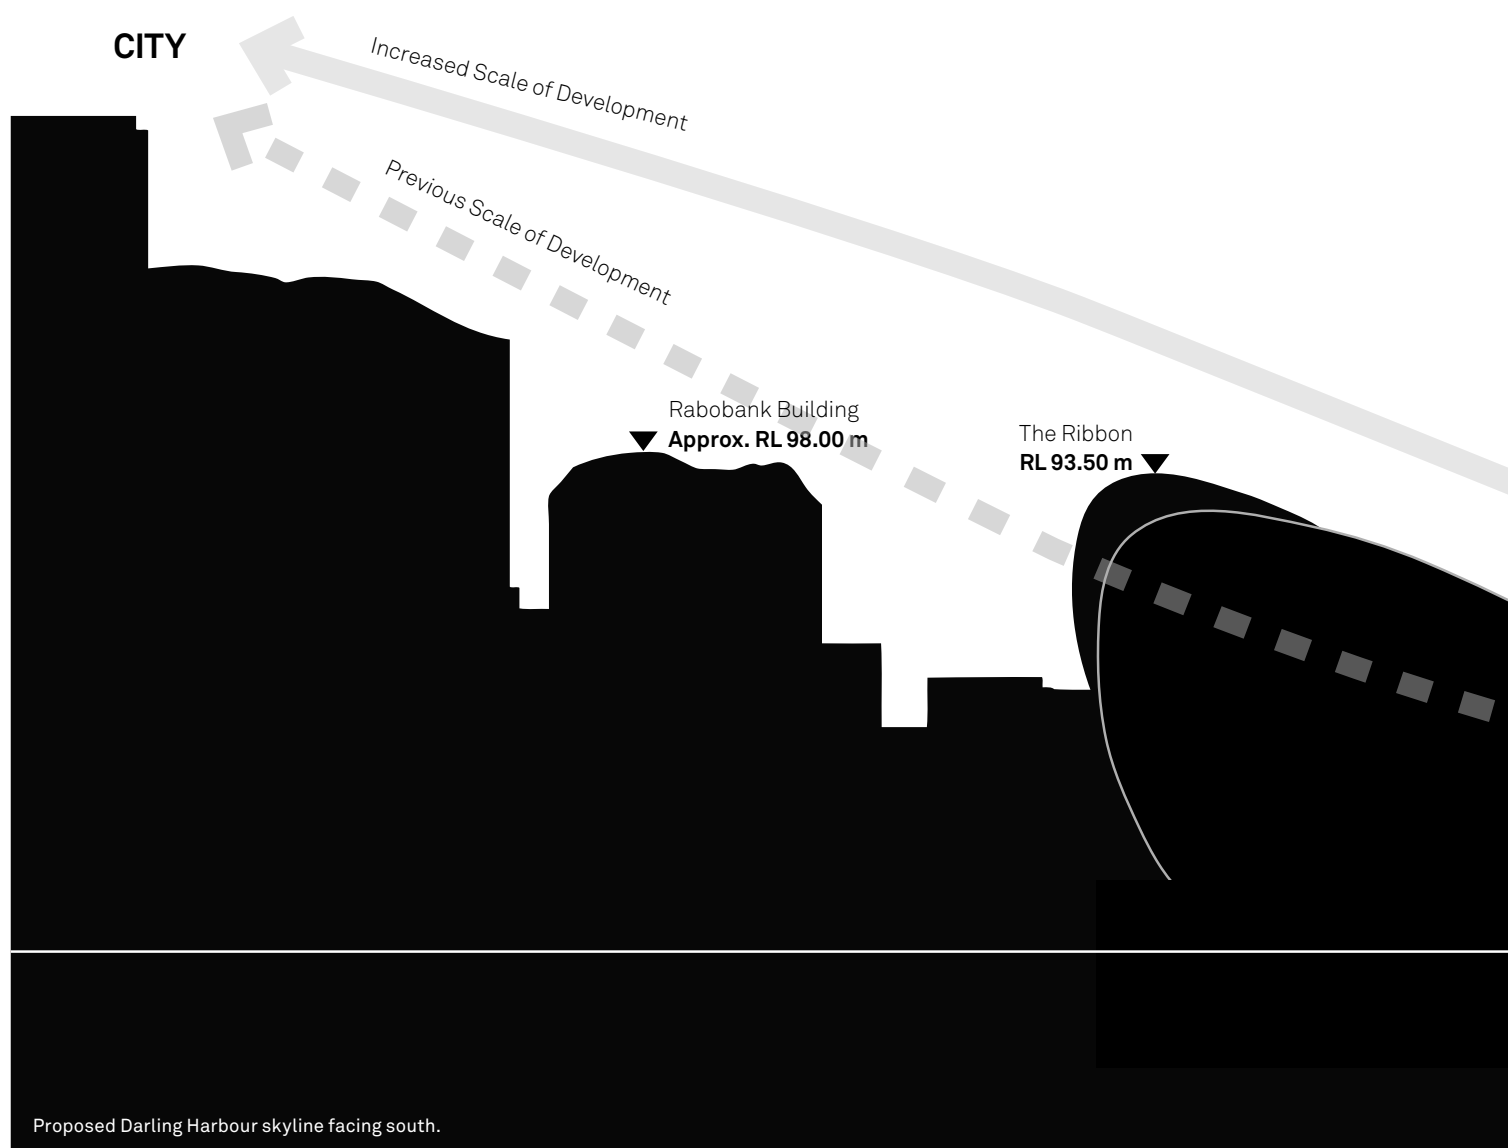 CITY
Increased Scale of Development
Previous Scale of Development
Rabobank Building
Approx. RL 98.00 m
The Ribbon
RL 93.50 m
Proposed Darling Harbour skyline facing south.